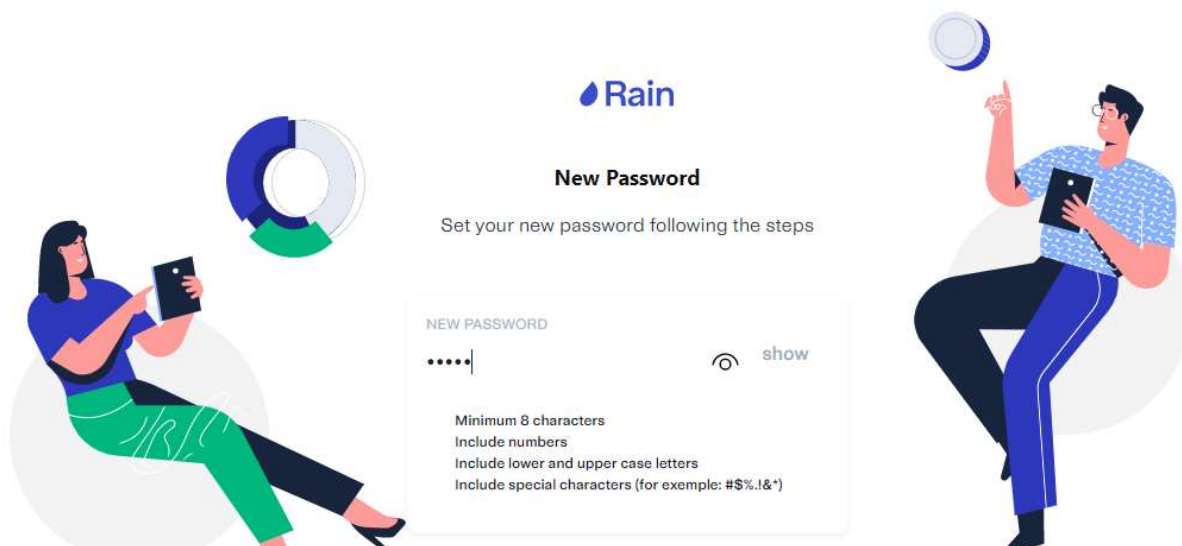 Rain
New Password
Set your new password following the steps
NEW PASSWORD
•••••
show
Minimum 8 characters
Include numbers
Include lower and upper case letters
Include special characters (for exemple: #$%.!&*)